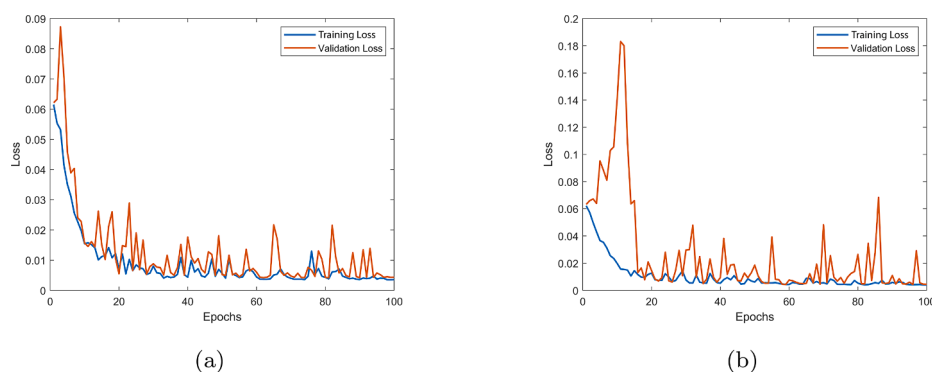 0.09
0.08
0.07
0.06
0.05
0.04
0.03
0.02
0.01
0
Loss
0 20 40 60 80 100
Epochs
Training Loss
Validation Loss
(a)
0.2
0.18
0.16
0.14
0.12
0.1
0.08
0.06
0.04
0.02
0
Loss
0 20 40 60 80 100
Epochs
Training Loss
Validation Loss
(b)